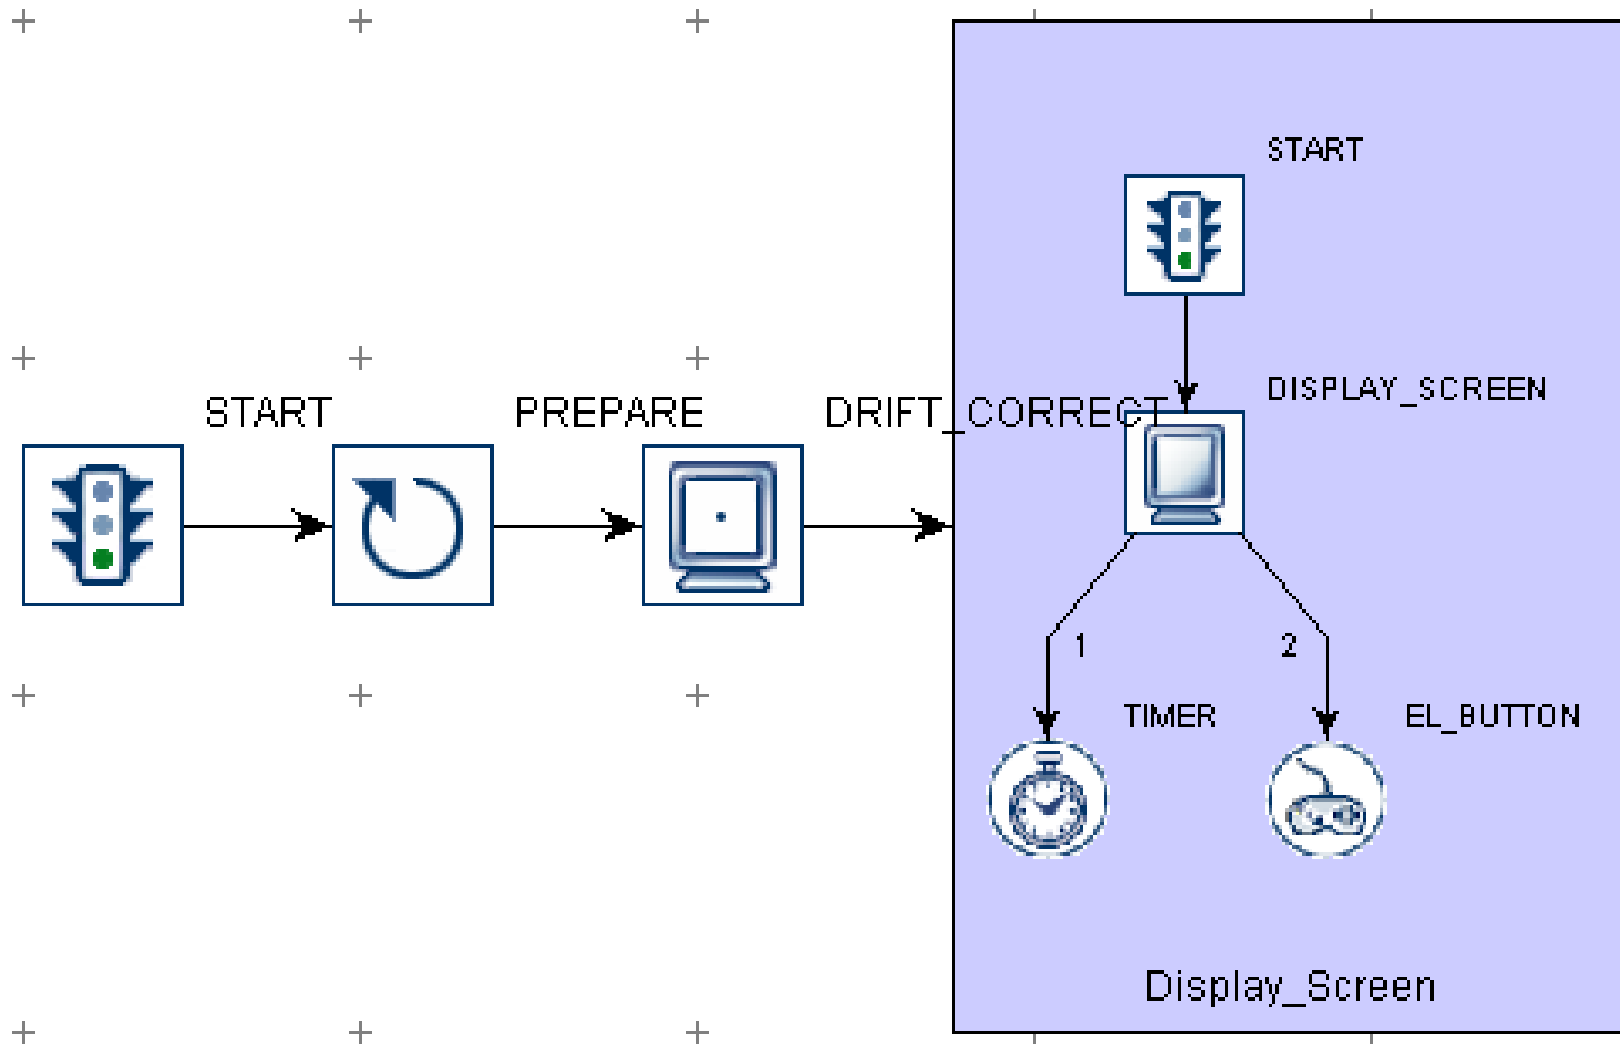 START
PREPARE
DRIFT_CORRECT
START
DISPLAY_SCREEN
1
2
TIMER
EL_BUTTON
Display_Screen